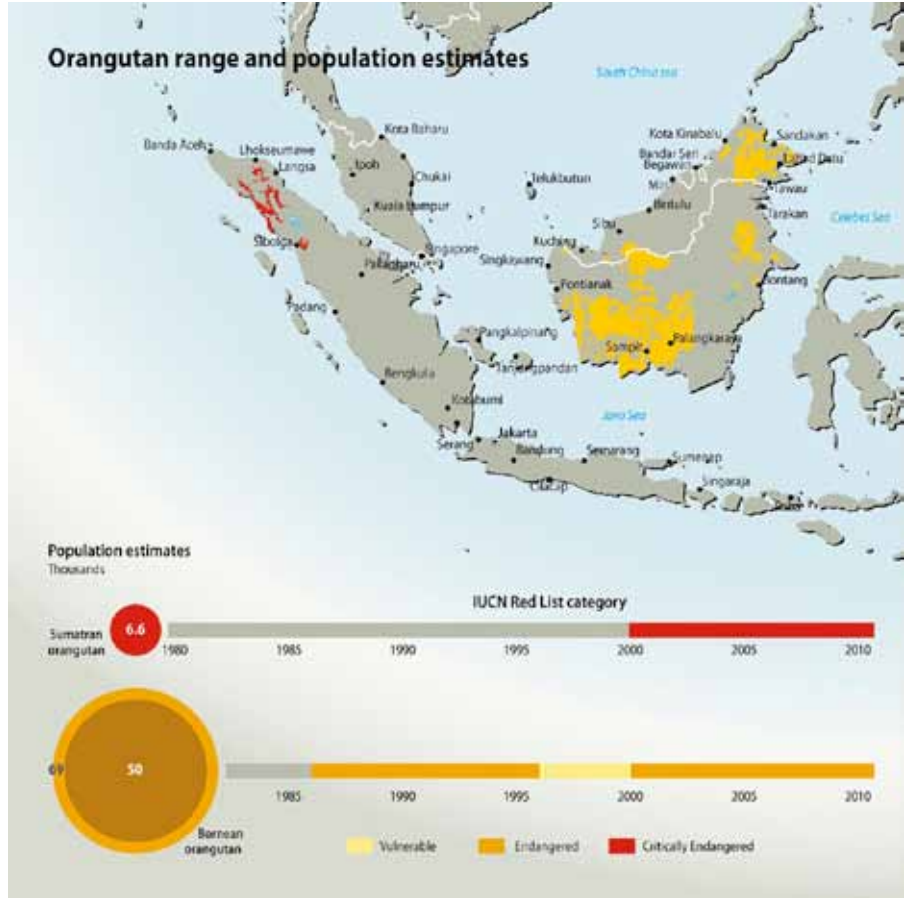 Orangutan range and population estimates
South China sea
Kota Baharu
Banda Aceh
Lhokseumawe
Langsa
Ipoh
Chukai
Kuala Lumpur
Telukbutun
Kota Kinabalu
Sandakan
Bandar Seri
Begawan
Lahad Datu
Miri
Tawau
Bintulu
Tarakan
Celebes Sea
Sibu
Kuching
Sibolga
Singapore
Singkawang
Pontianak
Bontang
Padang
Pangkalpinang
Palangkaraya
Sampit
Tanjungpandan
Bengkulu
Kotabumi
Java Sea
Serang
Jakarta
Bandung
Semarang
Sumenep
Cilacap
Singaraja
Population estimates
Thousands
IUCN Red List category
6.6
Sumatran
orangutan
1980 1985 1990 1995 2000 2005 2010
69
50
1985 1990 1995 2000 2005 2010
Bornean
orangutan
Vulnerable
Endangered
Critically Endangered